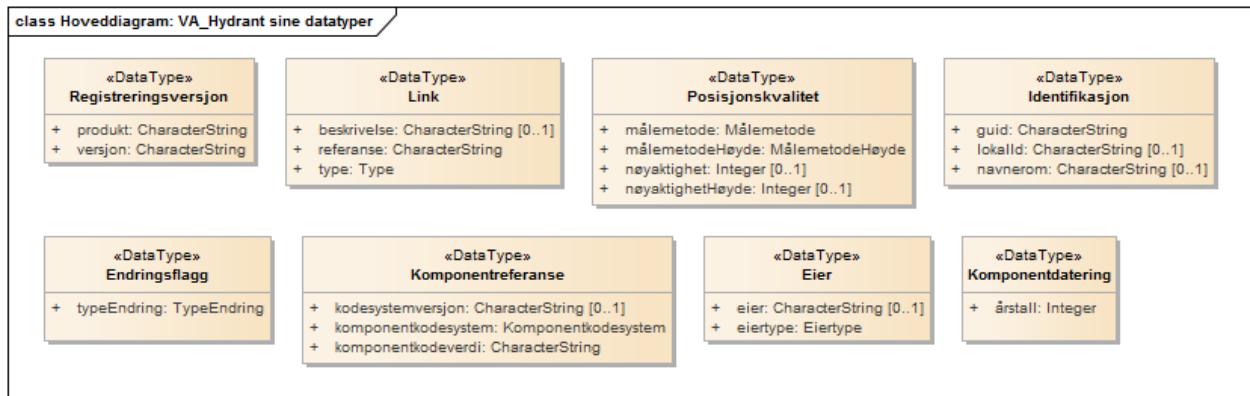 class Hoveddiagram: VA_Hydrant sine datatyper
«DataType»
Registreringsversjon
+ produkt: CharacterString
+ versjon: CharacterString
«DataType»
Link
+ beskrivelse: CharacterString [0..1]
+ referanse: CharacterString
+ type: Type
«DataType»
Posisjonskvalitet
+ målemetode: Målemetode
+ målemetodeHøyde: MålemetodeHøyde
+ nøyaktighet: Integer [0..1]
+ nøyaktighetHøyde: Integer [0..1]
«DataType»
Identifikasjon
+ guid: CharacterString
+ lokalId: CharacterString [0..1]
+ navnerom: CharacterString [0..1]
«DataType»
Endringsflagg
+ typeEndring: TypeEndring
«DataType»
Komponentreferanse
+ kodesystemversjon: CharacterString [0..1]
+ komponentkodesystem: Komponentkodesystem
+ komponentkodeverdi: CharacterString
«DataType»
Eier
+ eier: CharacterString [0..1]
+ eiertype: Eiertype
«DataType»
Komponentdatering
+ årstall: Integer